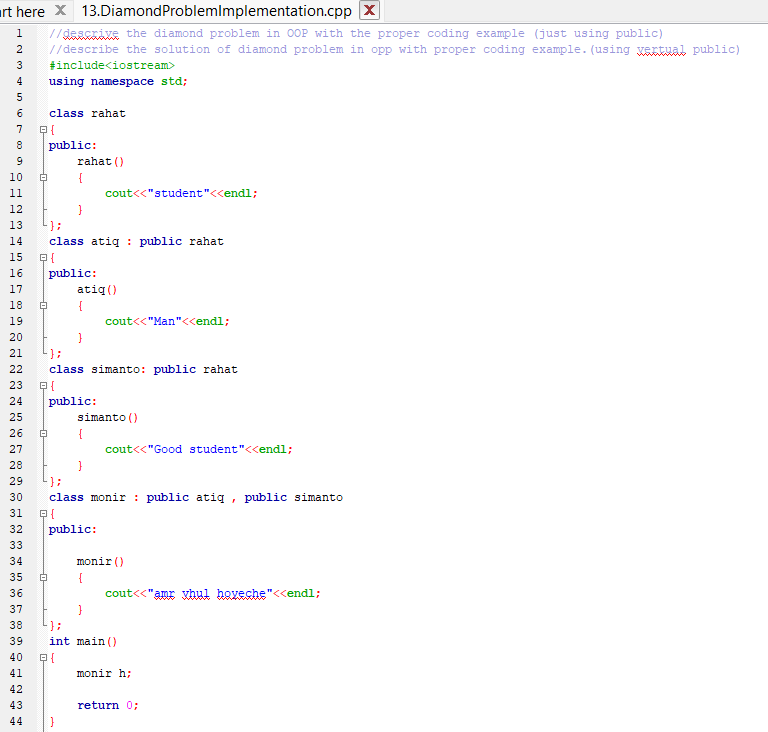 rt here X 13.DiamondProblemImplementation.cpp X
1 //descrive the diamond problem in OOP with the proper coding example (just using public)
2 //describe the solution of diamond problem in opp with proper coding example.(using vertual public)
3 #include<iostream>
4 using namespace std;
5
6 class rahat
7 {
8 public:
9 rahat()
10 {
11 cout<<"student"<<endl;
12 }
13 };
14 class atiq : public rahat
15 {
16 public:
17 atiq()
18 {
19 cout<<"Man"<<endl;
20 }
21 };
22 class simanto: public rahat
23 {
24 public:
25 simanto()
26 {
27 cout<<"Good student"<<endl;
28 }
29 };
30 class monir : public atiq , public simanto
31 {
32 public:
33
34 monir()
35 {
36 cout<<"amr vhul hoyeche"<<endl;
37 }
38 };
39 int main()
40 {
41 monir h;
42
43 return 0;
44 }